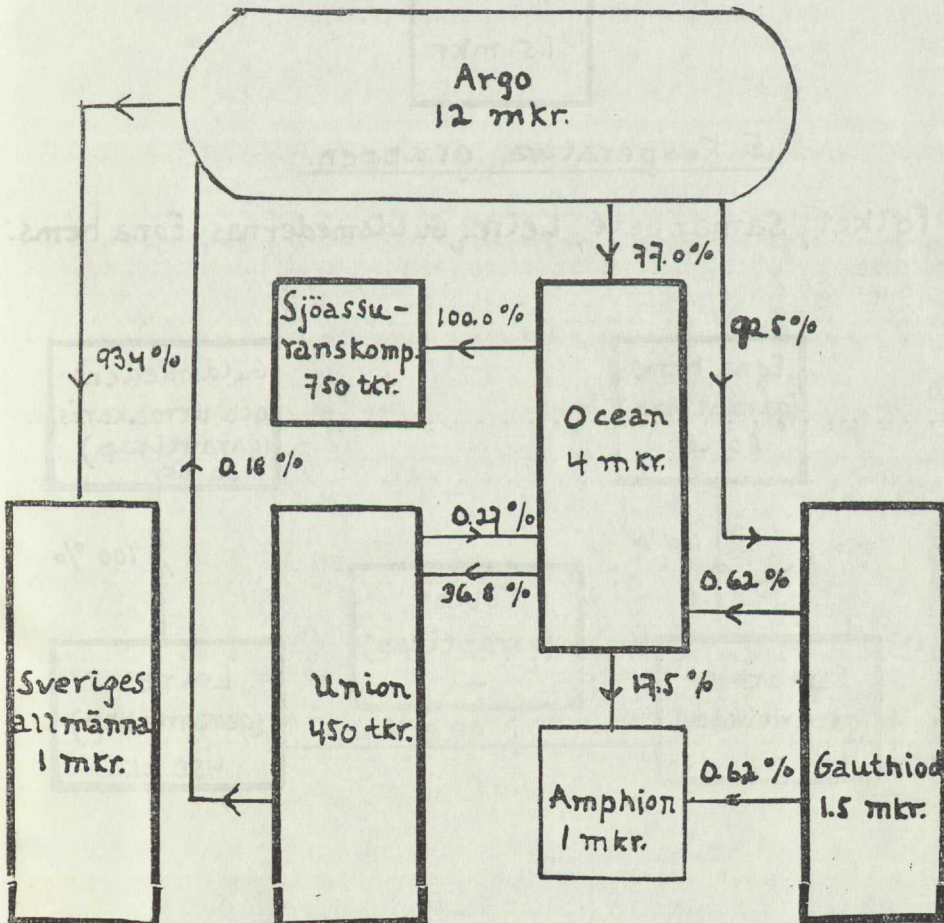 Argo
12 mkr.
77.0 %
Sjöassu-
ranskomp.
750 tkr.
100.0 %
93.4 %
92.5 %
Ocean
4 mkr.
0.18 %
0.27 %
36.8 %
0.62 %
Sveriges
allmänna
1 mkr.
Union
450 tkr.
17.5 %
Amphion
1 mkr.
0.62 %
Gauthiod
1.5 mkr.